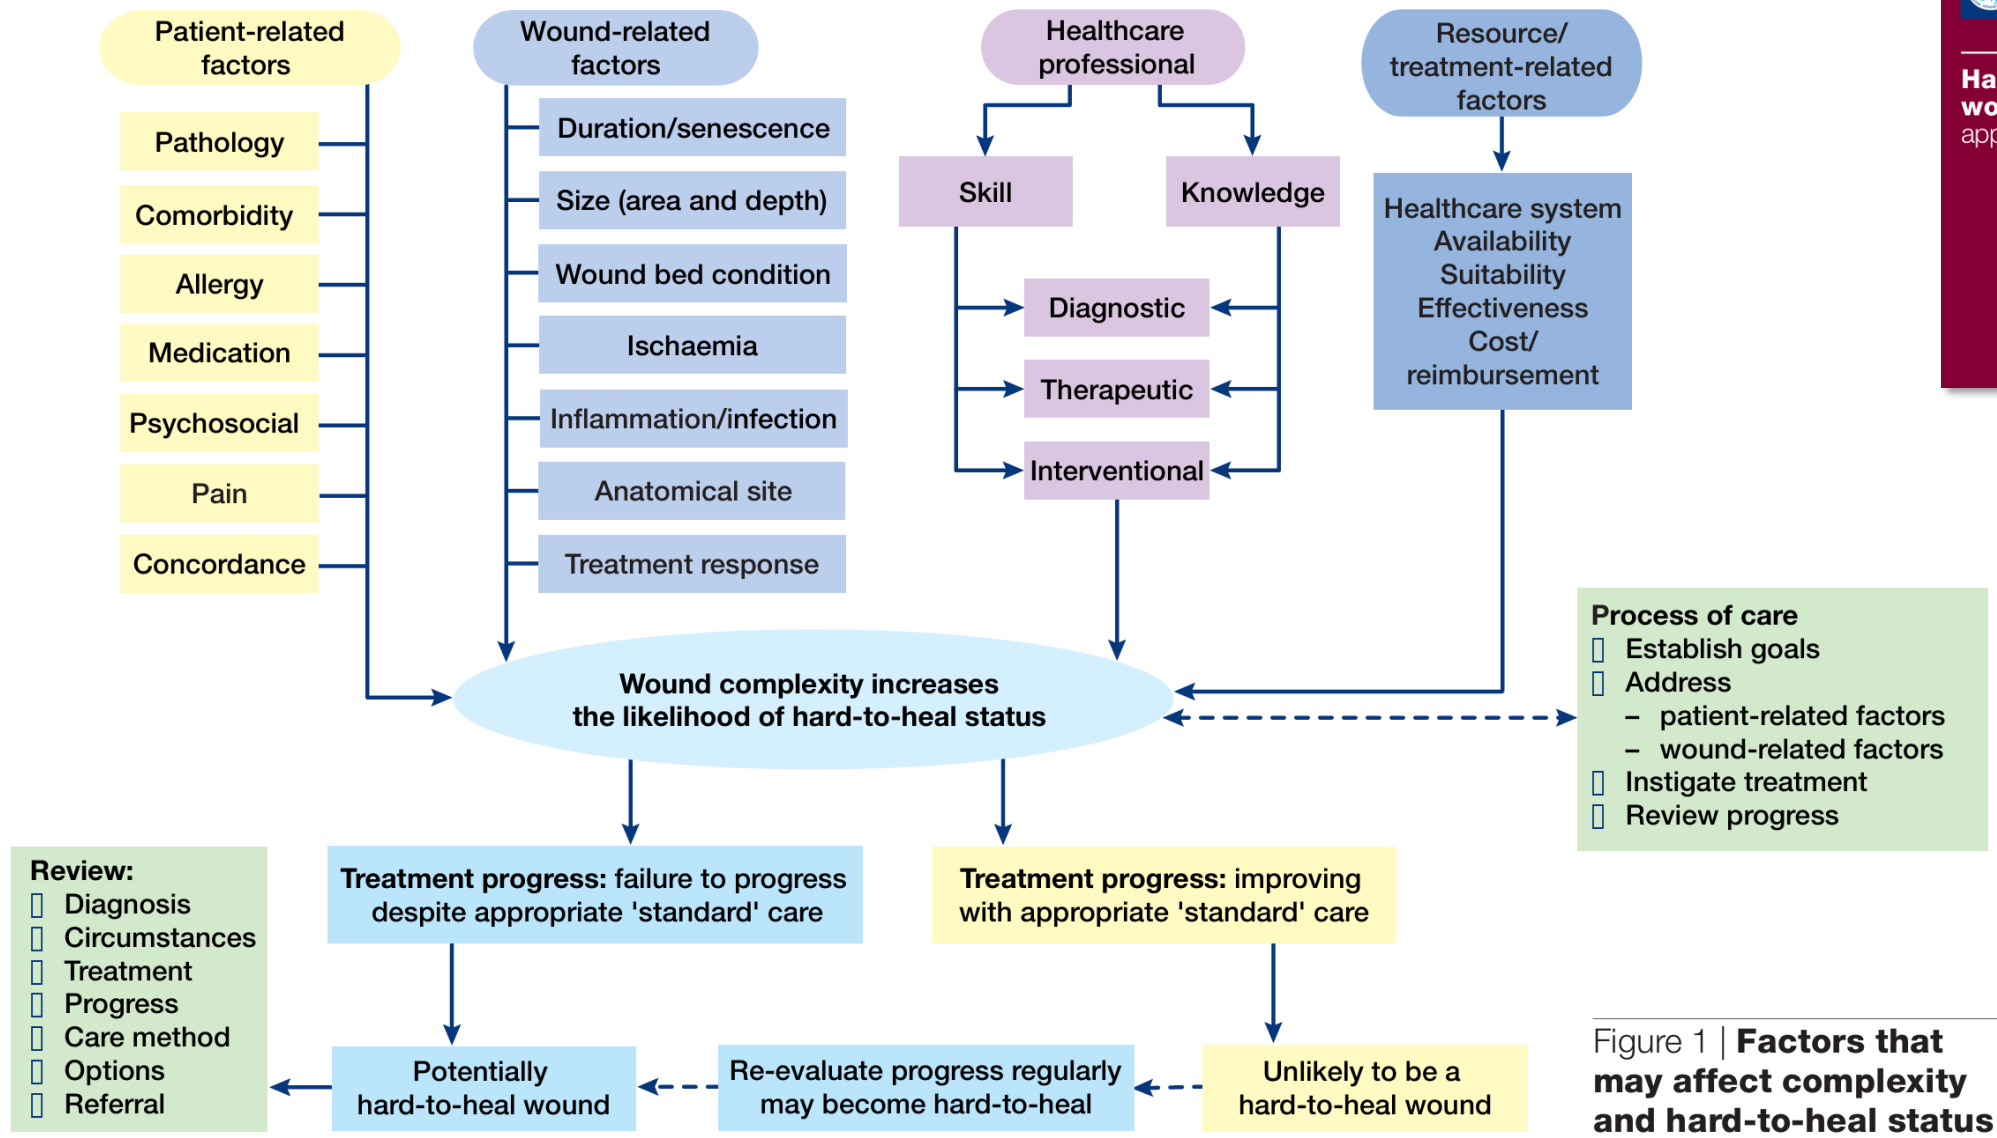 Patient-related
factors
Pathology
Comorbidity
Allergy
Medication
Psychosocial
Pain
Concordance
Wound-related
factors
Duration/senescence
Size (area and depth)
Wound bed condition
Ischaemia
Inflammation/infection
Anatomical site
Treatment response
Healthcare
professional
Skill
Knowledge
Diagnostic
Therapeutic
Interventional
Resource/
treatment-related
factors
Healthcare system
Availability
Suitability
Effectiveness
Cost/
reimbursement
Wound complexity increases
the likelihood of hard-to-heal status
Process of care
Establish goals
Address
– patient-related factors
– wound-related factors
Instigate treatment
Review progress
Treatment progress: failure to progress
despite appropriate 'standard' care
Treatment progress: improving
with appropriate 'standard' care
Review:
Diagnosis
Circumstances
Treatment
Progress
Care method
Options
Referral
Potentially
hard-to-heal wound
Re-evaluate progress regularly
may become hard-to-heal
Unlikely to be a
hard-to-heal wound
Figure 1 | Factors that
may affect complexity
and hard-to-heal status